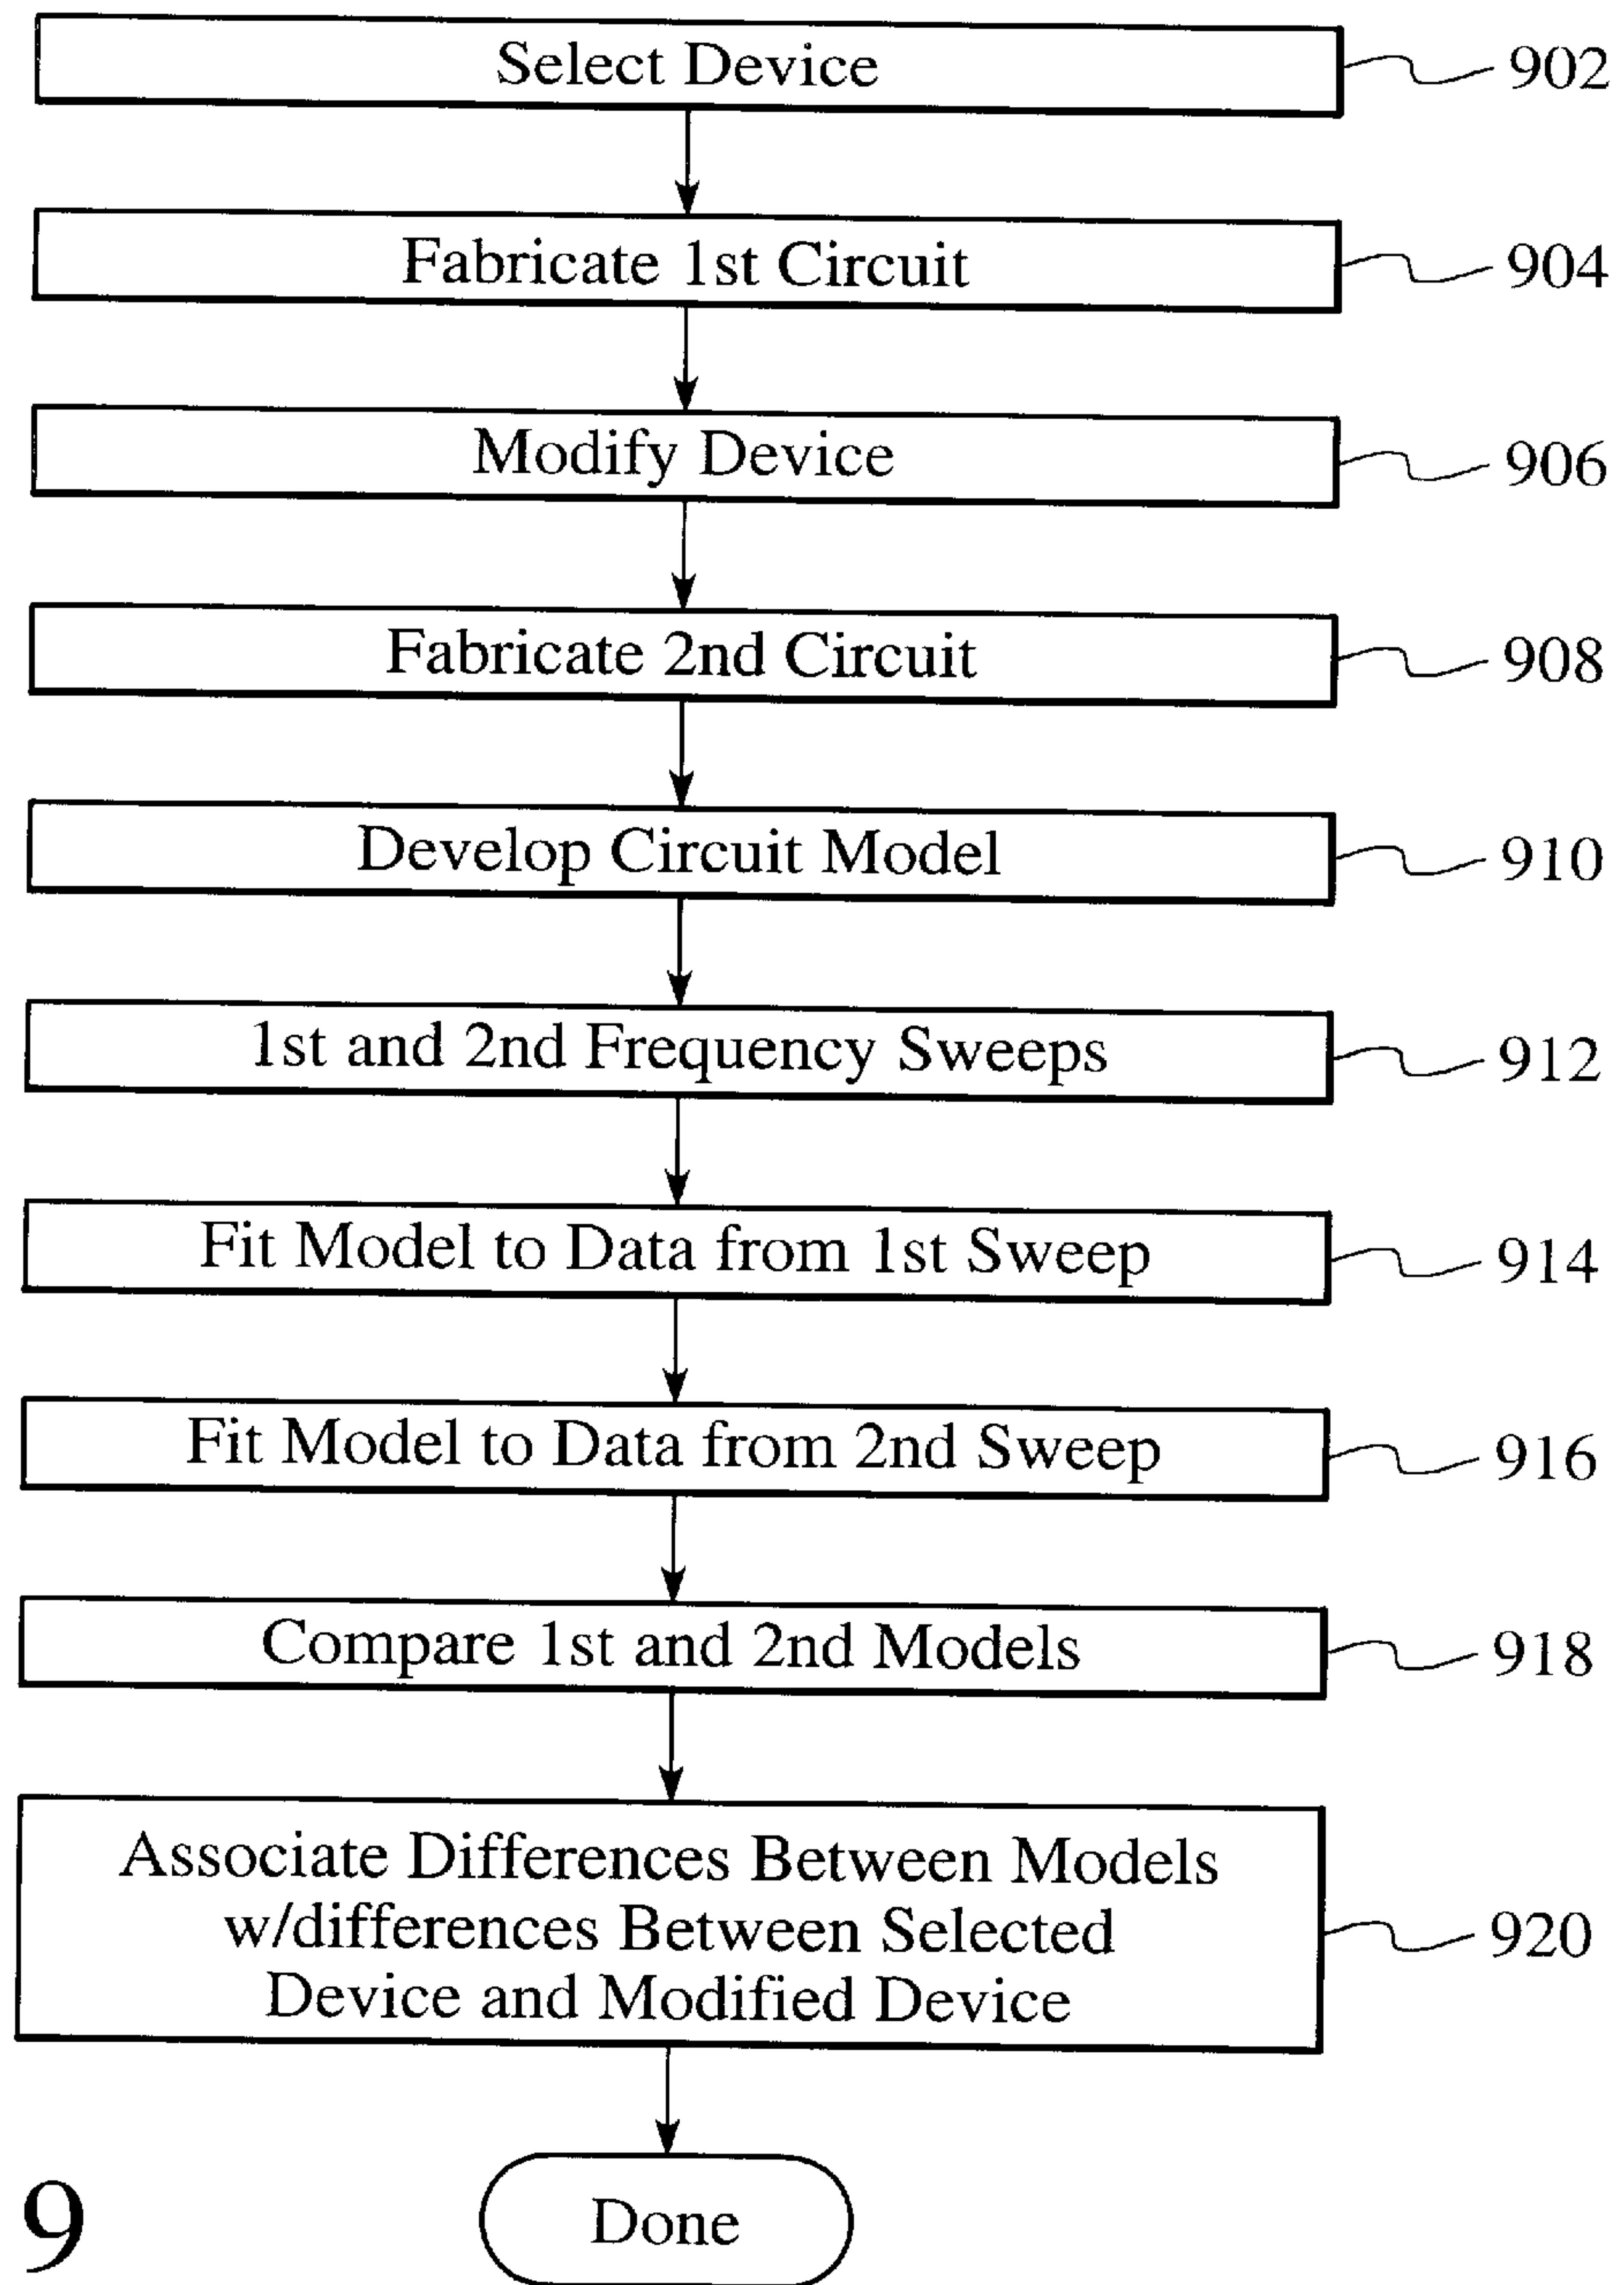 Select Device
902
Fabricate 1st Circuit
904
Modify Device
906
Fabricate 2nd Circuit
908
Develop Circuit Model
910
1st and 2nd Frequency Sweeps
912
Fit Model to Data from 1st Sweep
914
Fit Model to Data from 2nd Sweep
916
Compare 1st and 2nd Models
918
Associate Differences Between Models
w/differences Between Selected
Device and Modified Device
920
Done
9